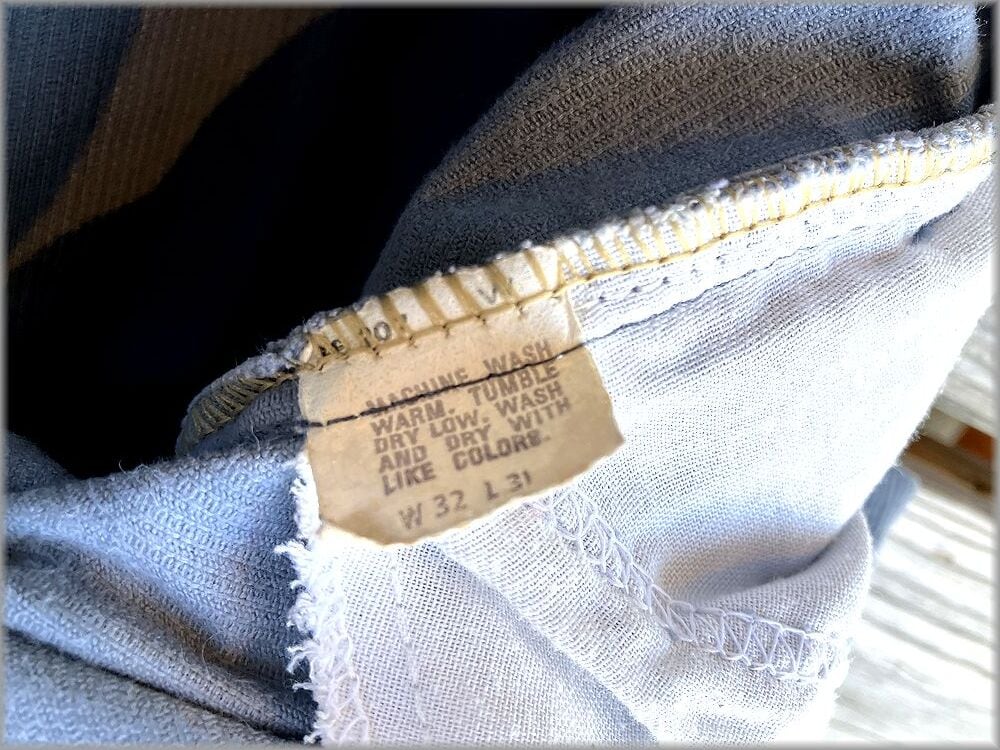 MACHINE WASH
WARM, TUMBLE
DRY LOW, WASH
AND DRY WITH
LIKE COLORS.
W 32 L 31